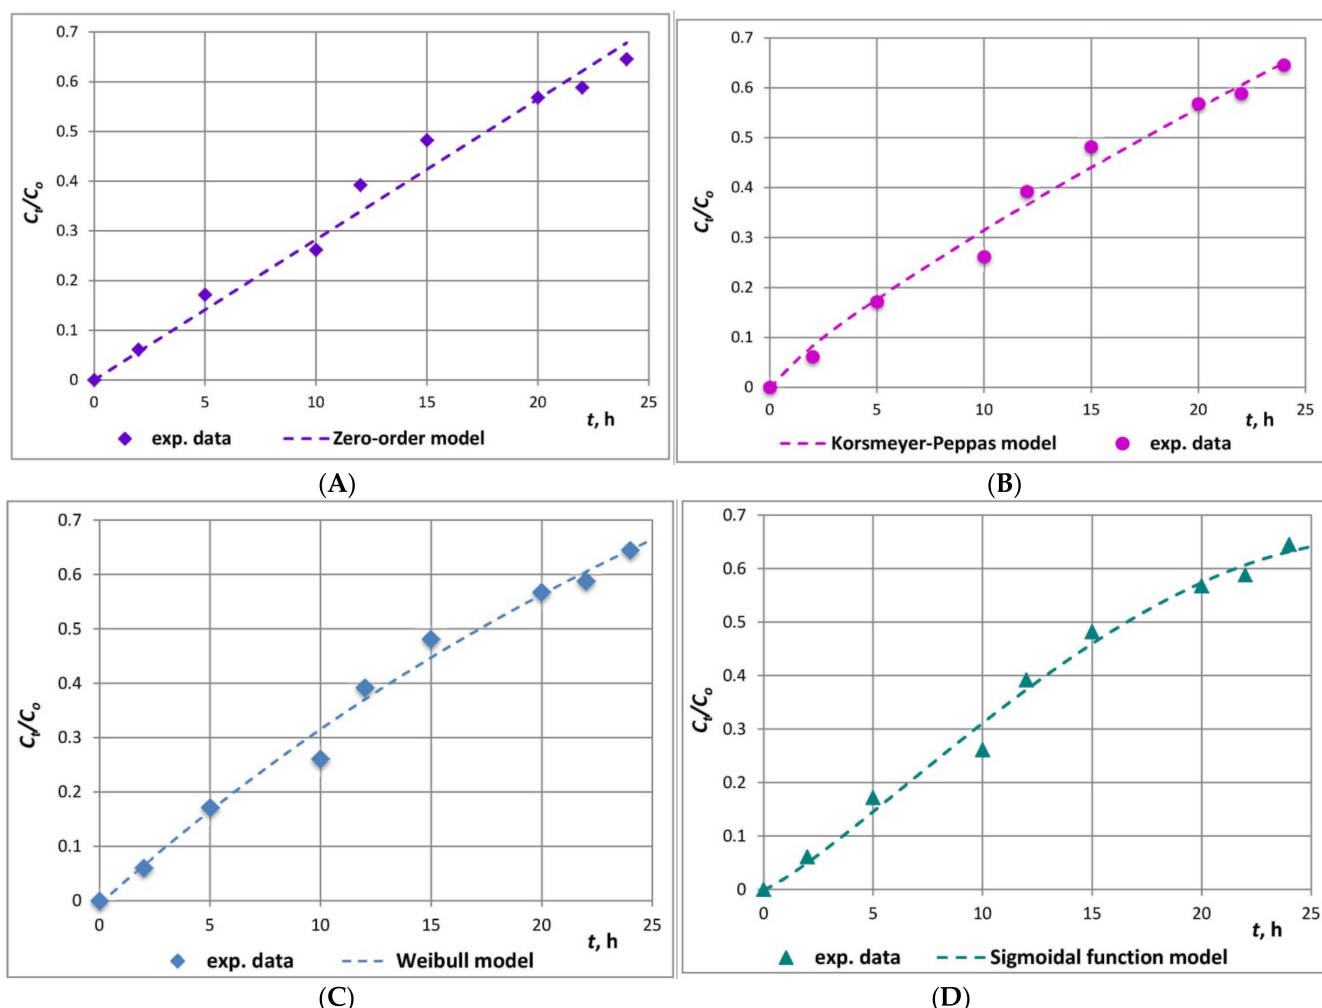 0.7
0.6
0.5
0.4
0.3
0.2
0.1
0
Ct/Co
0 5 10 15 20 25
t, h
exp. data Zero-order model
(A)
0.7
0.6
0.5
0.4
0.3
0.2
0.1
0
Ct/Co
0 5 10 15 20 25
t, h
Korsmeyer-Peppas model exp. data
(B)
0.7
0.6
0.5
0.4
0.3
0.2
0.1
0
Ct/Co
0 5 10 15 20 25
t, h
exp. data Weibull model
(C)
0.7
0.6
0.5
0.4
0.3
0.2
0.1
0
Ct/Co
0 5 10 15 20 25
t, h
exp. data Sigmoidal function model
(D)